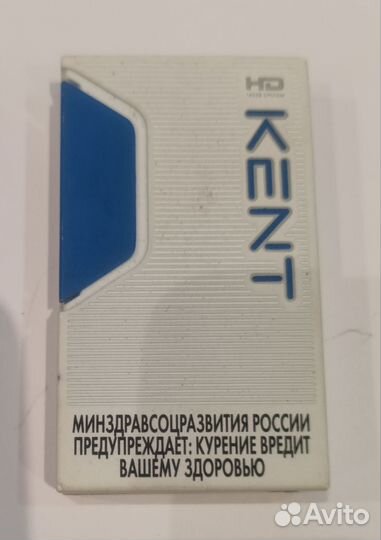 HD
KENT
МИНЗДРАВСОЦРАЗВИТИЯ РОССИИ
ПРЕДУПРЕЖДАЕТ: КУРЕНИЕ ВРЕДИТ
ВАШЕМУ ЗДОРОВЬЮ
Avito